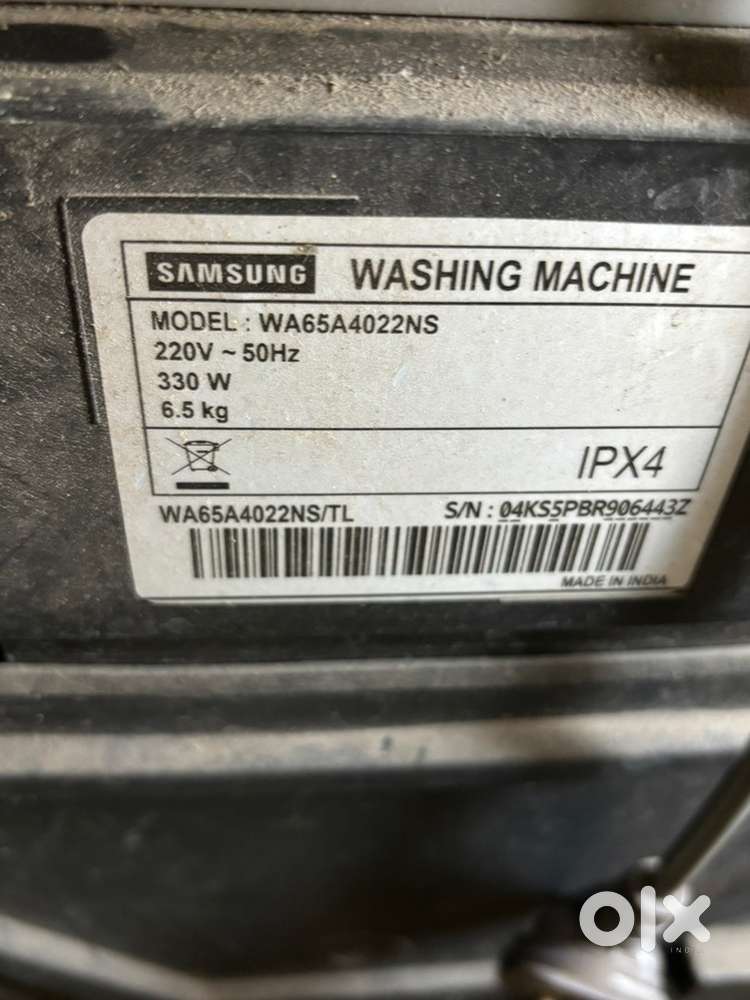 SAMSUNG WASHING MACHINE
MODEL : WA65A4022NS
220V ~ 50Hz
330 W
6.5 kg
IPX4
WA65A4022NS/TL S/N : 04KS5PBR906443Z
MADE IN INDIA
olx
INDIA